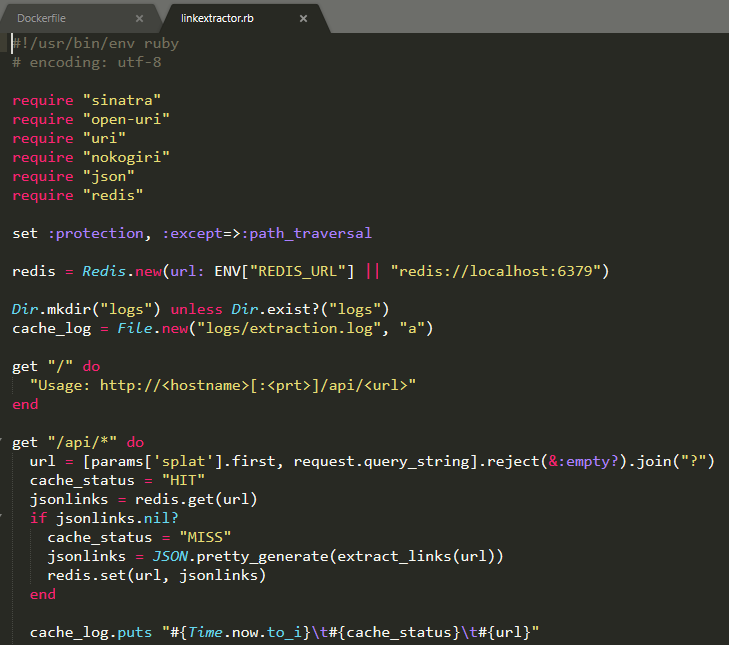 Dockerfile × linkextractor.rb ×
#!/usr/bin/env ruby
# encoding: utf-8
require "sinatra"
require "open-uri"
require "uri"
require "nokogiri"
require "json"
require "redis"
set :protection, :except=>:path_traversal
redis = Redis.new(url: ENV["REDIS_URL"] || "redis://localhost:6379")
Dir.mkdir("logs") unless Dir.exist?("logs")
cache_log = File.new("logs/extraction.log", "a")
get "/" do
  "Usage: http://<hostname>[:<prt>]/api/<url>"
end
get "/api/*" do
  url = [params['splat'].first, request.query_string].reject(&:empty?).join("?")
  cache_status = "HIT"
  jsonlinks = redis.get(url)
  if jsonlinks.nil?
    cache_status = "MISS"
    jsonlinks = JSON.pretty_generate(extract_links(url))
    redis.set(url, jsonlinks)
  end
  cache_log.puts "#{Time.now.to_i}\t#{cache_status}\t#{url}"